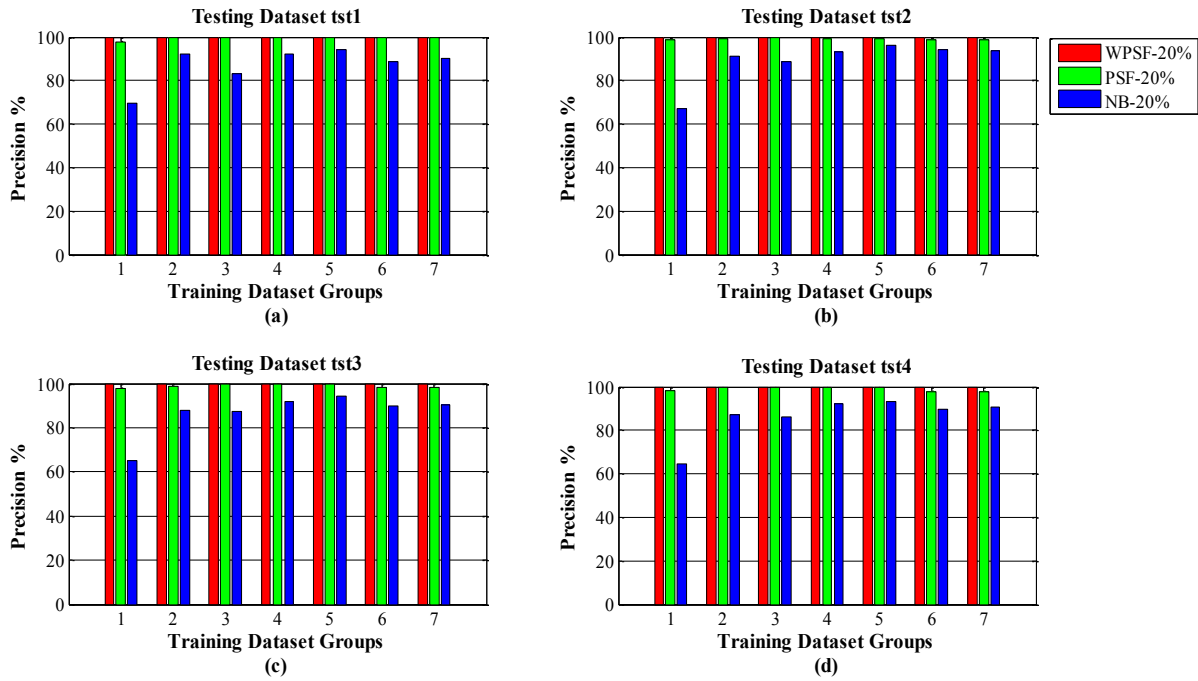 Testing Dataset tst1
Precision %
100
80
60
40
20
0
1 2 3 4 5 6 7
Training Dataset Groups
(a)
Testing Dataset tst2
Precision %
100
80
60
40
20
0
1 2 3 4 5 6 7
Training Dataset Groups
(b)
WPSF-20%
PSF-20%
NB-20%
Testing Dataset tst3
Precision %
100
80
60
40
20
0
1 2 3 4 5 6 7
Training Dataset Groups
(c)
Testing Dataset tst4
Precision %
100
80
60
40
20
0
1 2 3 4 5 6 7
Training Dataset Groups
(d)